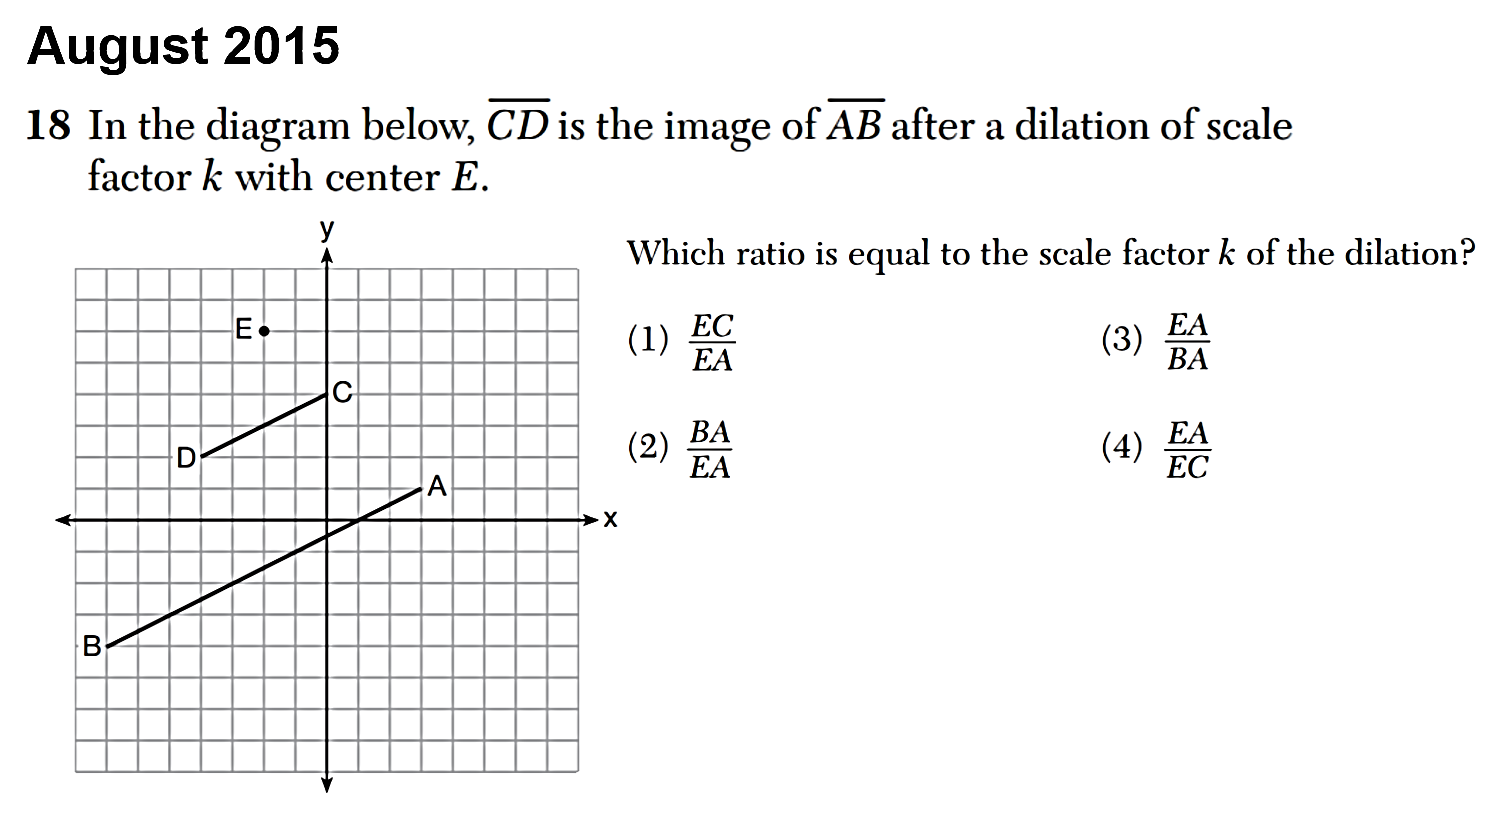 August 2015
18 In the diagram below, CD is the image of AB after a dilation of scale
factor k with center E.
Which ratio is equal to the scale factor k of the dilation?
(1) EC/EA
(3) EA/BA
(2) BA/EA
(4) EA/EC
y
E
C
D
A
x
B